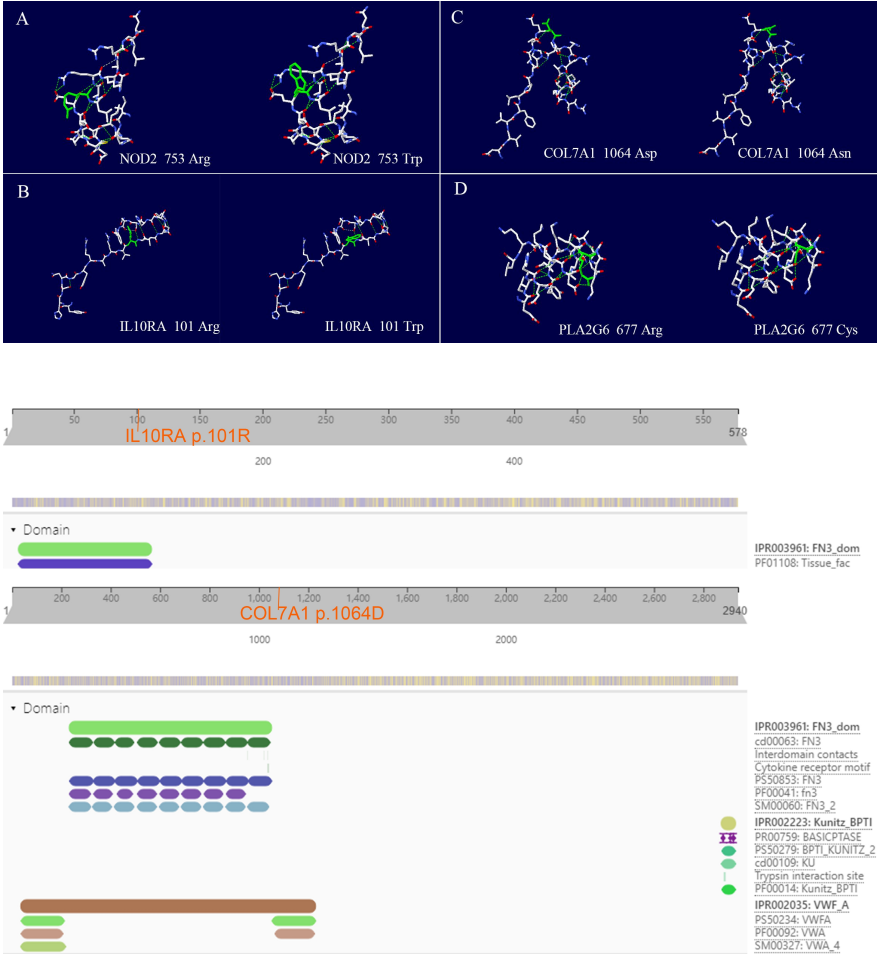 A
NOD2 753 Arg
NOD2 753 Trp
C
COL7A1 1064 Asp
COL7A1 1064 Asn
B
IL10RA 101 Arg
IL10RA 101 Trp
D
PLA2G6 677 Arg
PLA2G6 677 Cys
1 50 100 150 200 250 300 350 400 450 500 550 578
IL10RA p.101R
200 400
Domain
IPR003961: FN3_dom
PF01108: Tissue_fac
1 200 400 600 800 1,000 1,200 1,400 1,600 1,800 2,000 2,200 2,400 2,600 2,800 2940
COL7A1 p.1064D
1000 2000
Domain
IPR003961: FN3_dom
cd00063: FN3
Interdomain contacts
Cytokine receptor motif
PS50853: FN3
PF00041: fn3
SM00060: FN3_2
IPR002223: Kunitz_BPTI
PR00759: BASICPTASE
PS50279: BPTI_KUNITZ_2
cd00109: KU
Trypsin interaction site
PF00014: Kunitz_BPTI
IPR002035: VWF_A
PS50234: VWFA
PF00092: VWA
SM00327: VWA_4